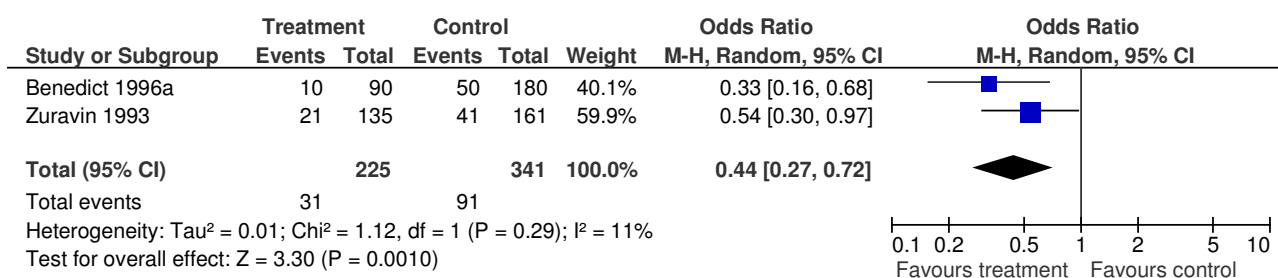 Treatment Control Odds Ratio Odds Ratio
Study or Subgroup Events Total Events Total Weight M-H, Random, 95% CI M-H, Random, 95% CI
Benedict 1996a 10 90 50 180 40.1% 0.33 [0.16, 0.68]
Zuravin 1993 21 135 41 161 59.9% 0.54 [0.30, 0.97]
Total (95% CI) 225 341 100.0% 0.44 [0.27, 0.72]
Total events 31 91
Heterogeneity: Tau² = 0.01; Chi² = 1.12, df = 1 (P = 0.29); I² = 11%
Test for overall effect: Z = 3.30 (P = 0.0010)
0.1 0.2 0.5 1 2 5 10
Favours treatment Favours control